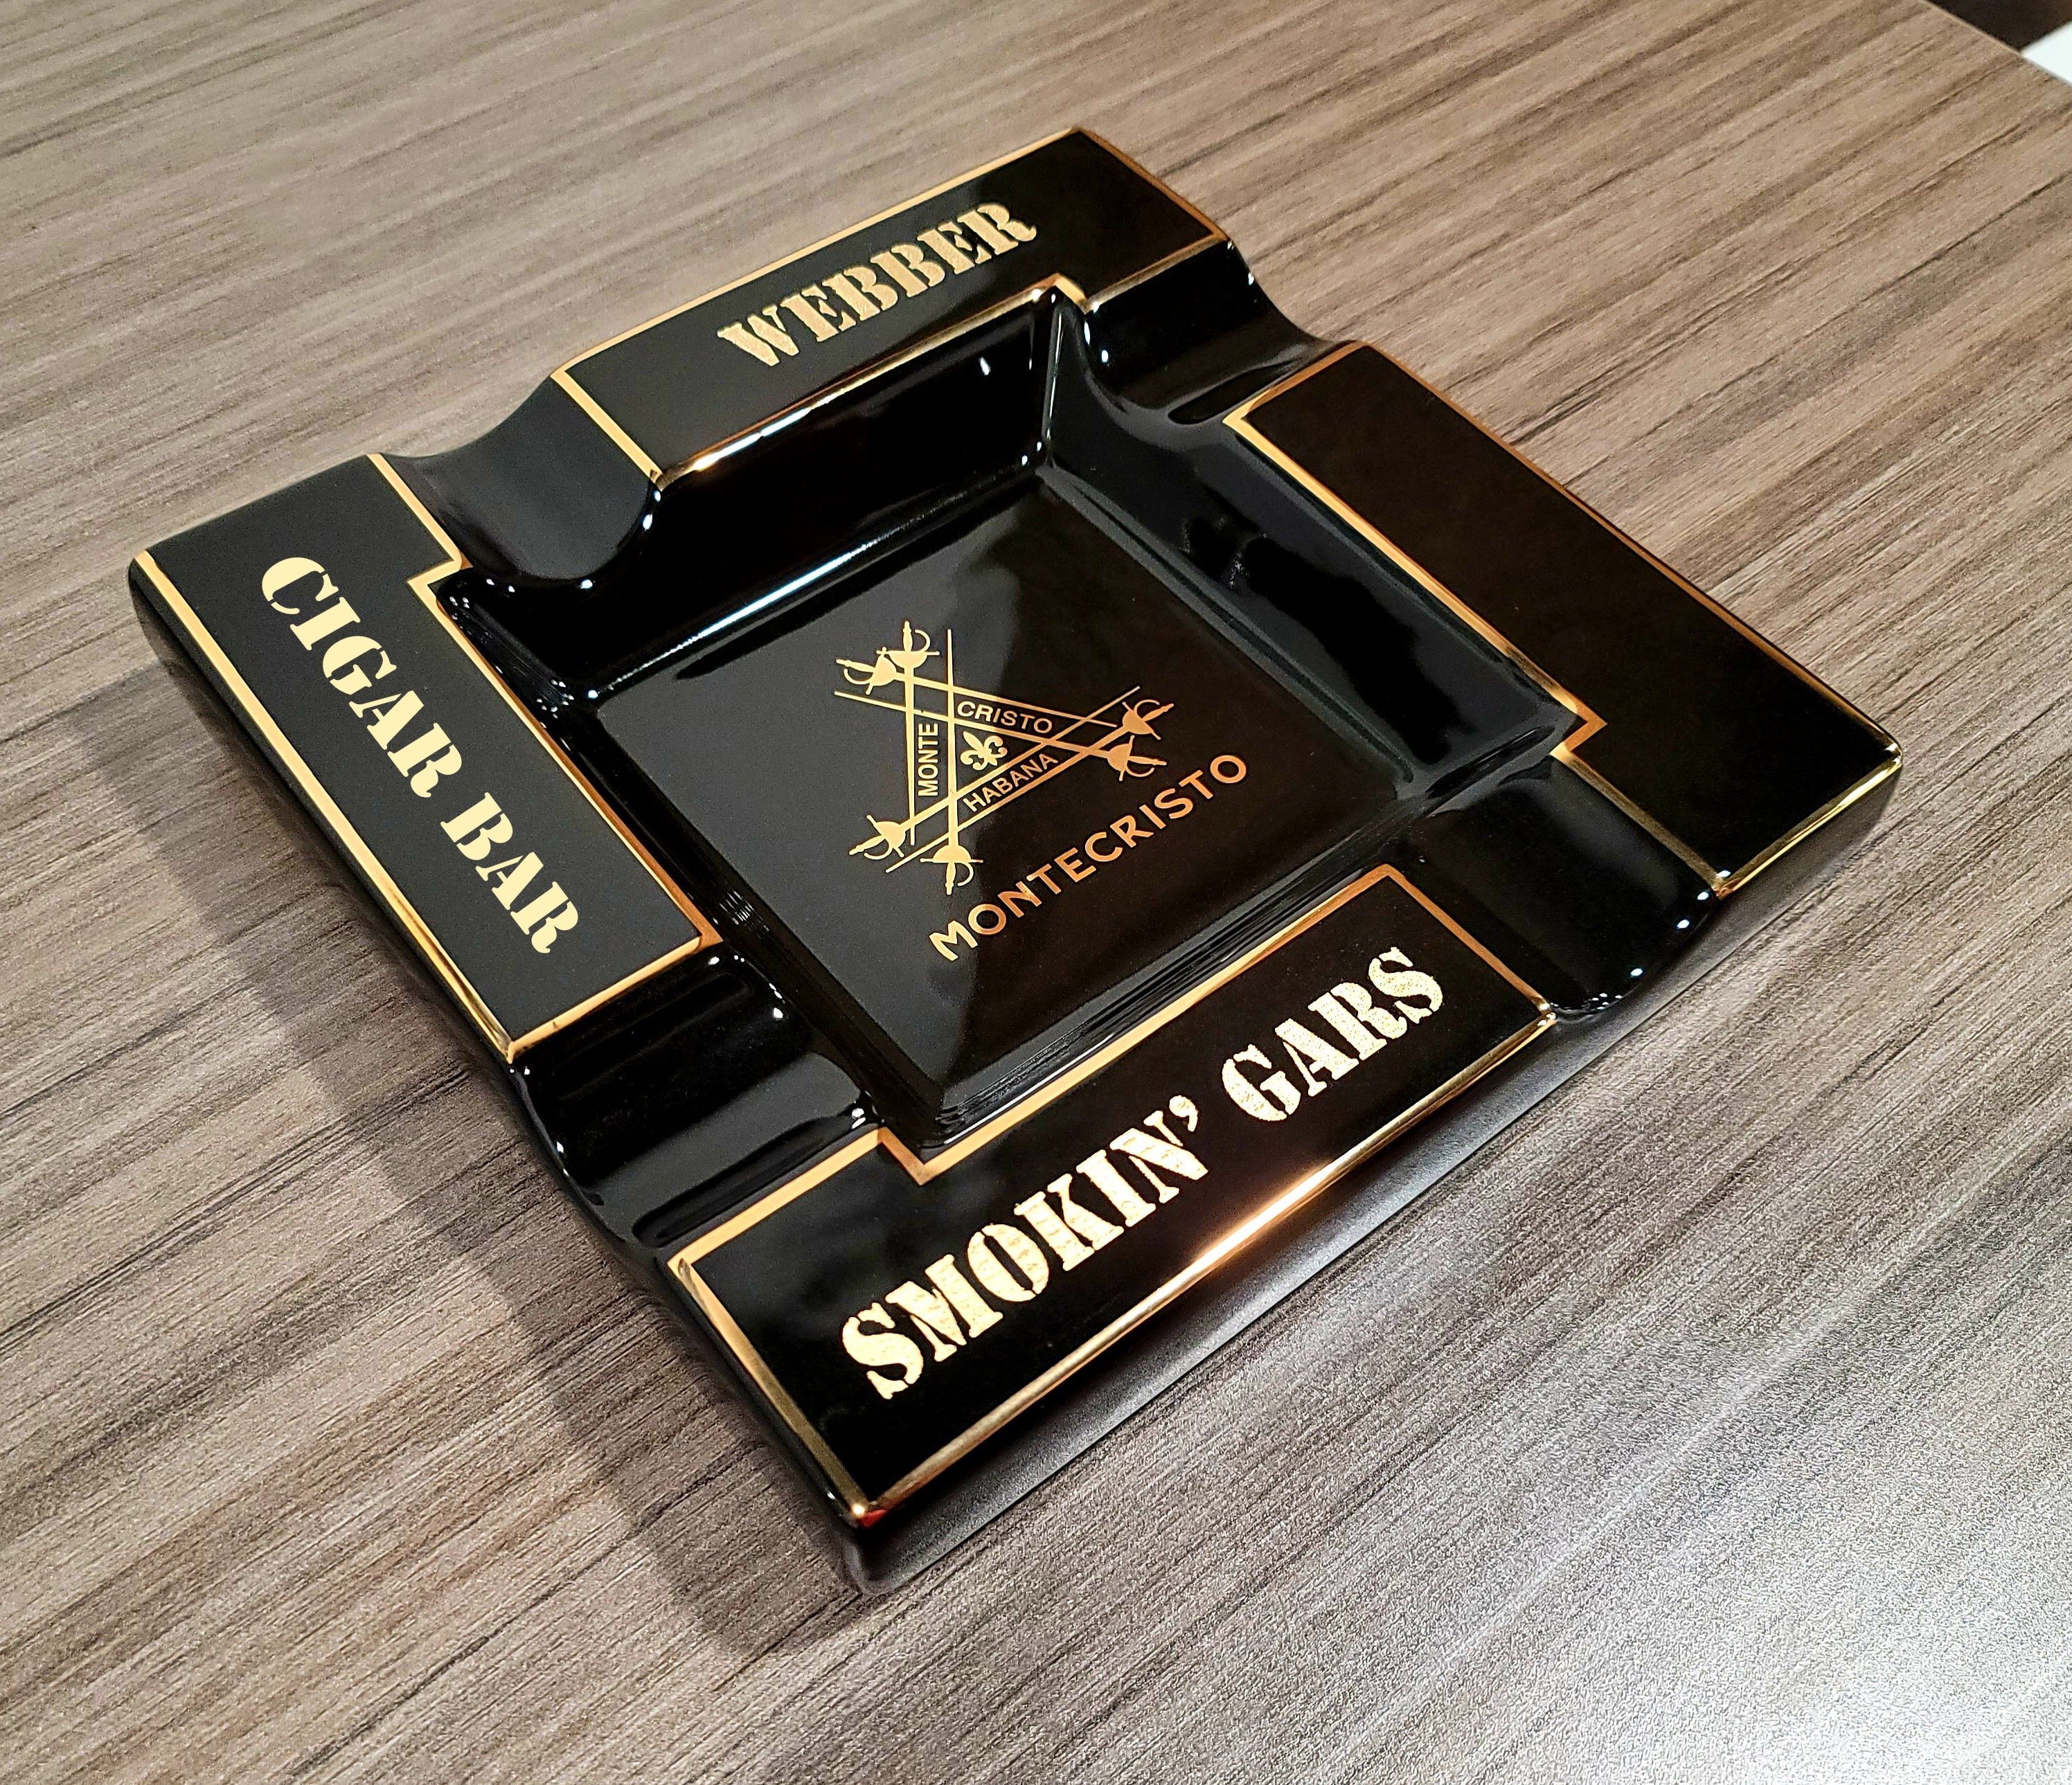 WEBBER
CIGAR BAR
MONTE
CRISTO
HABANA
MONTECRISTO
SMOKIN' GARS